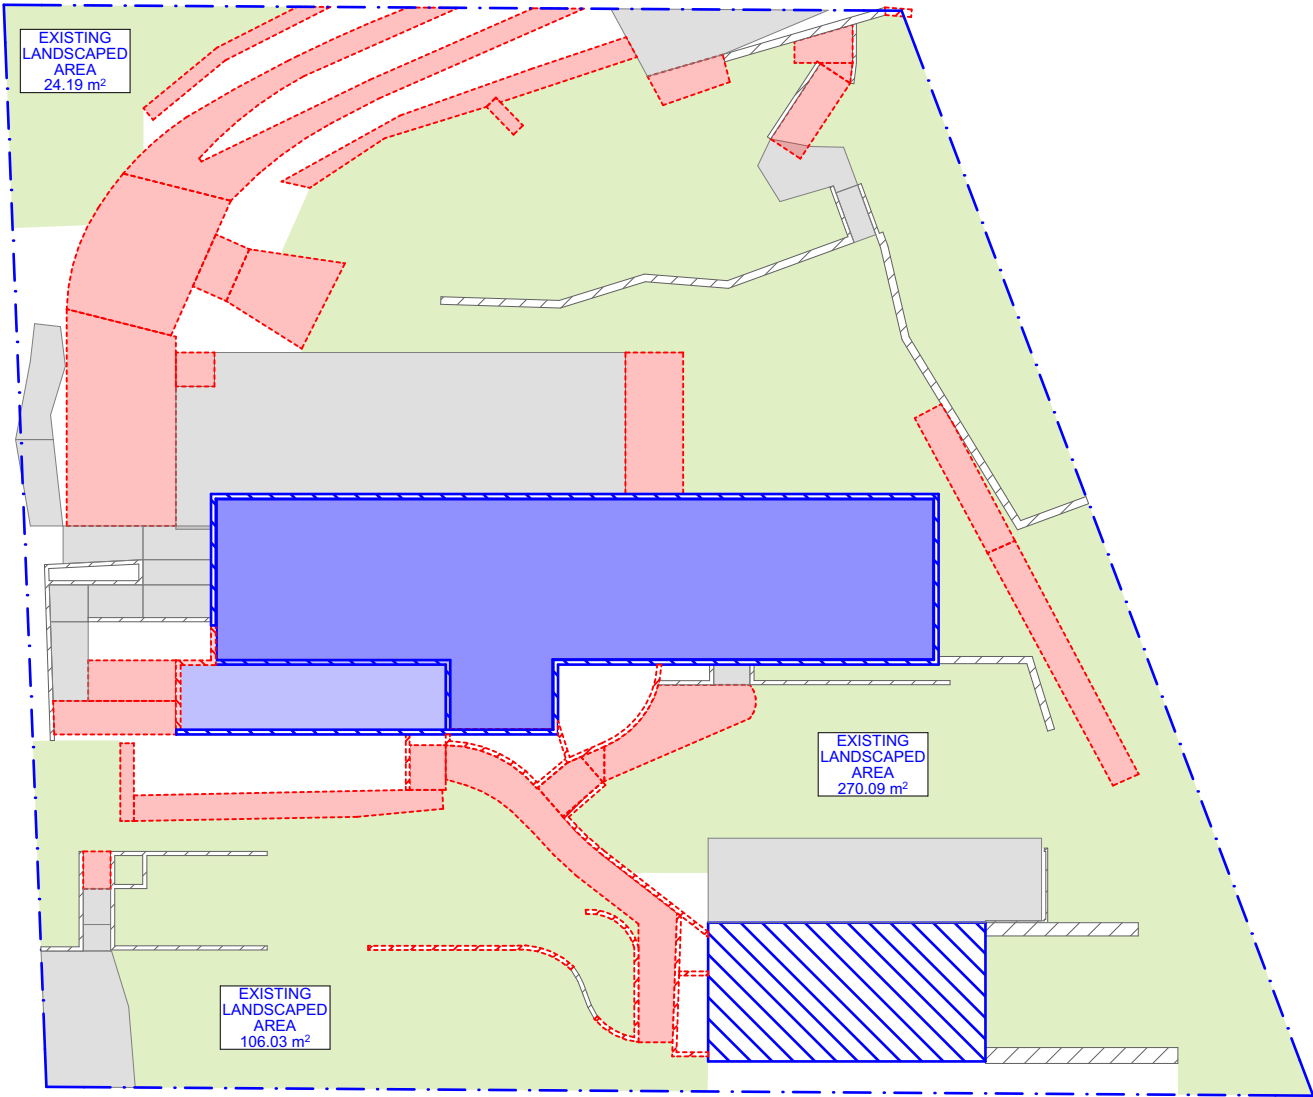 EXISTING
LANDSCAPED
AREA
24.19 m²
EXISTING
LANDSCAPED
AREA
270.09 m²
EXISTING
LANDSCAPED
AREA
106.03 m²